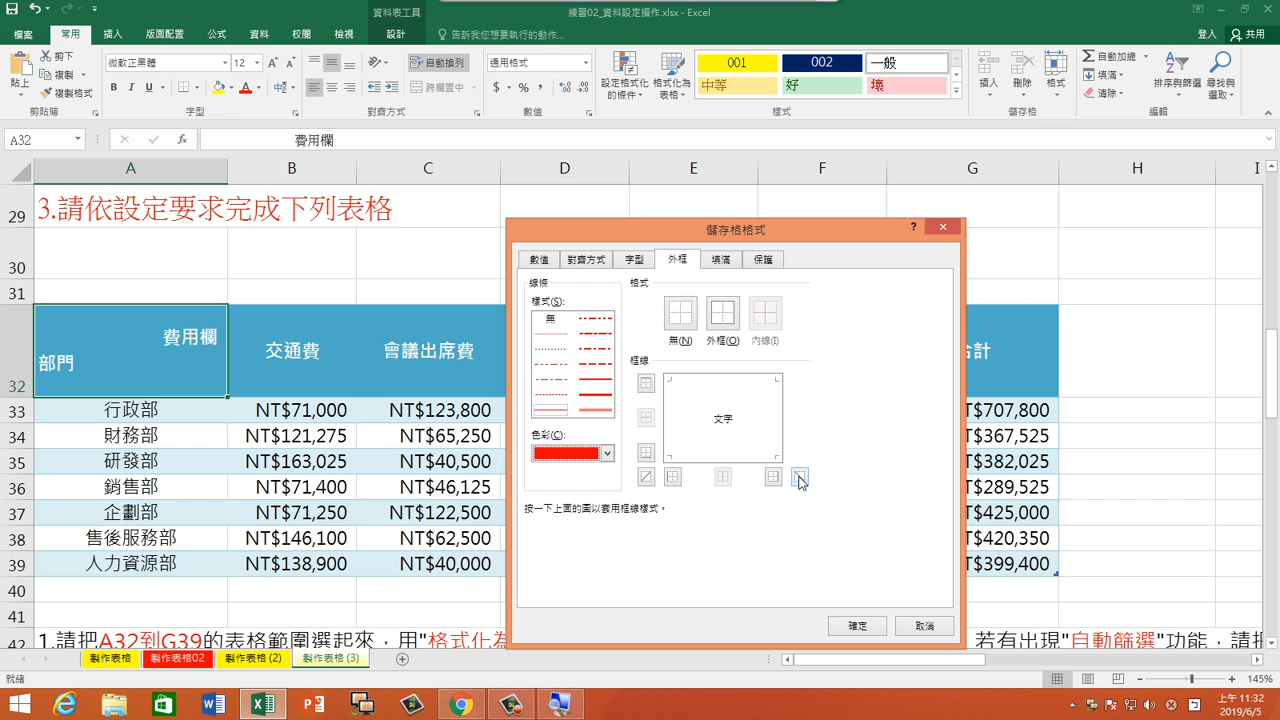 資料表工具
練習02_資料設定操作.xlsx - Excel
檔案 常用 插入 版面配置 公式 資料 校閱 檢視 設計 告訴我您想要執行的動作... 登入 共用
貼上 剪下 複製 複製格式 剪貼簿
微軟正黑體 12 B I U A 字型
自動換列 跨欄置中 對齊方式
通用格式 $ % , 數值
設定格式化的條件 格式化為表格 001 002 一般 中等 好 壞 樣式
插入 刪除 格式 儲存格
自動加總 填滿 清除 排序與篩選 尋找與選取 編輯
A32 fx 費用欄
A B C D E F G H I
29 3.請依設定要求完成下列表格
30
31
32 費用欄 部門 交通費 會議出席費 合計
33 行政部 NT$71,000 NT$123,800 T$707,800
34 財務部 NT$121,275 NT$65,250 T$367,525
35 研發部 NT$163,025 NT$40,500 T$382,025
36 銷售部 NT$71,400 NT$46,125 T$289,525
37 企劃部 NT$71,250 NT$122,500 T$425,000
38 售後服務部 NT$146,100 NT$62,500 T$420,350
39 人力資源部 NT$138,900 NT$40,000 T$399,400
40
41
42 1.請把A32到G39的表格範圍選起來，用"格式化為 若有出現"自動篩選"功能，請按
儲存格格式 ?
數值 對齊方式 字型 外框 填滿 保護
線條
樣式(S):
無
色彩(C):
格式
無(N) 外框(O) 內線(I)
框線
文字
按一下上面的圖以套用框線樣式。
確定 取消
製作表格 製作表格02 製作表格 (2) 製作表格 (3)
就緒 145%
上午 11:32
2019/6/5